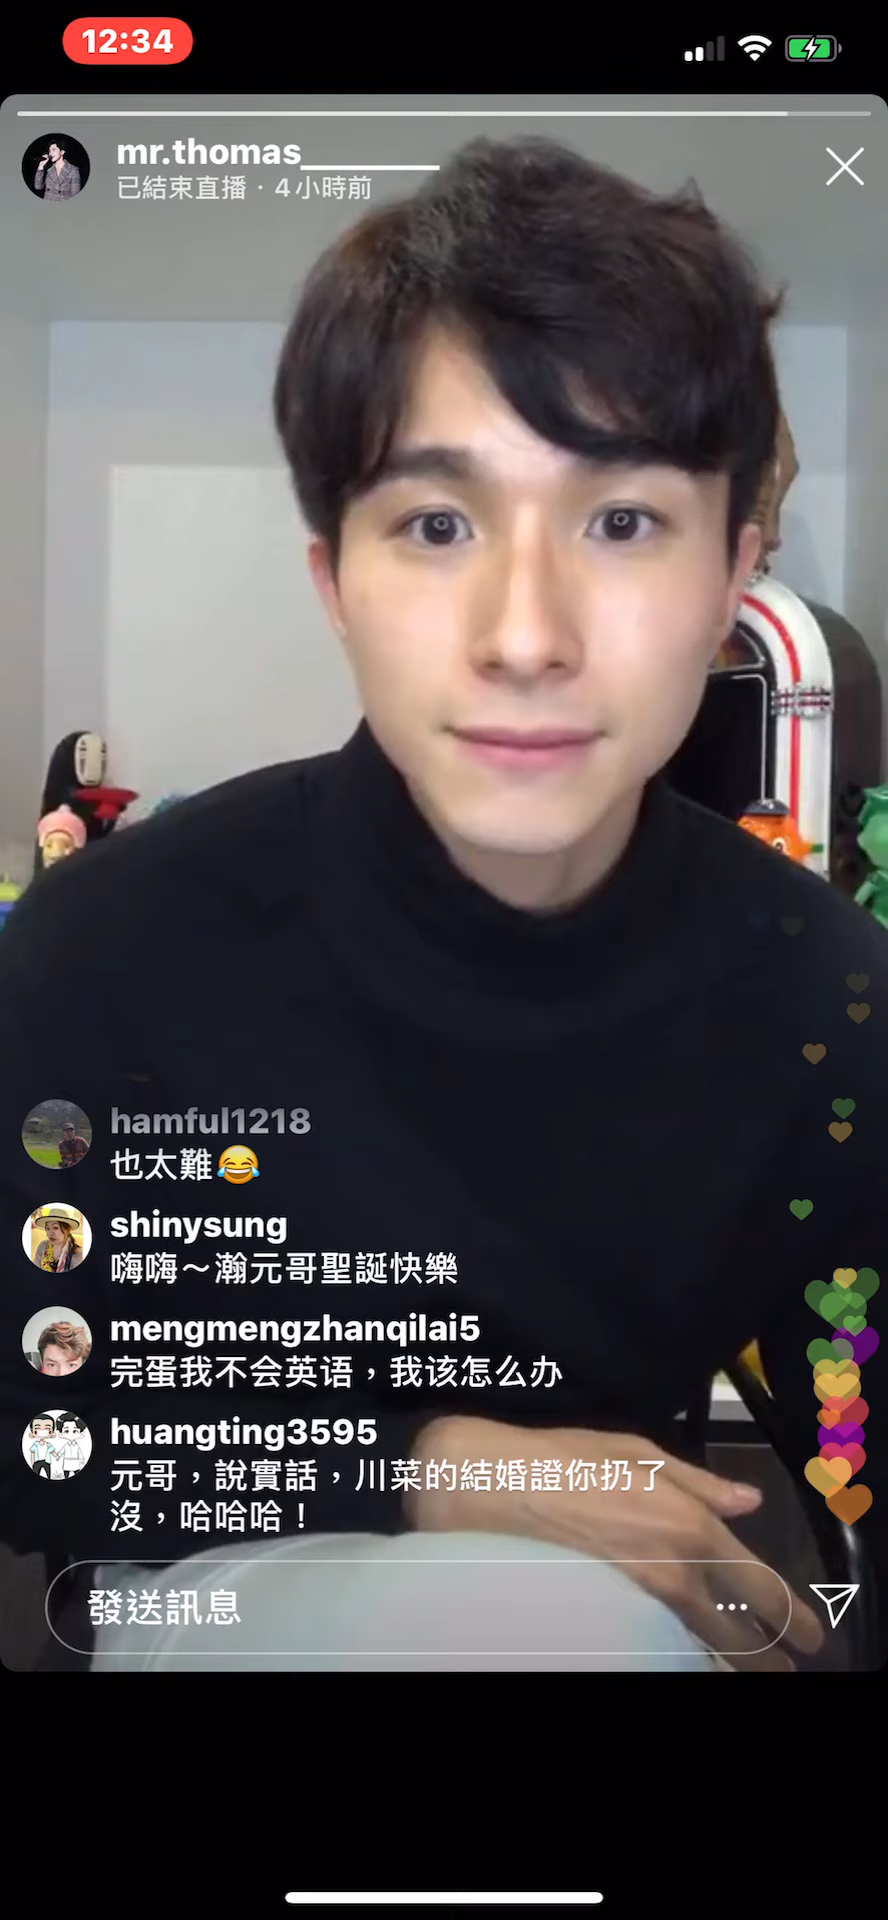 12:34
mr.thomas________
已結束直播 · 4小時前
hamful1218
也太難😂
shinysung
嗨嗨～瀚元哥聖誕快樂
mengmengzhanqilai5
完蛋我不会英语，我该怎么办
huangting3595
元哥，說實話，川菜的結婚證你扔了
沒，哈哈哈！
發送訊息